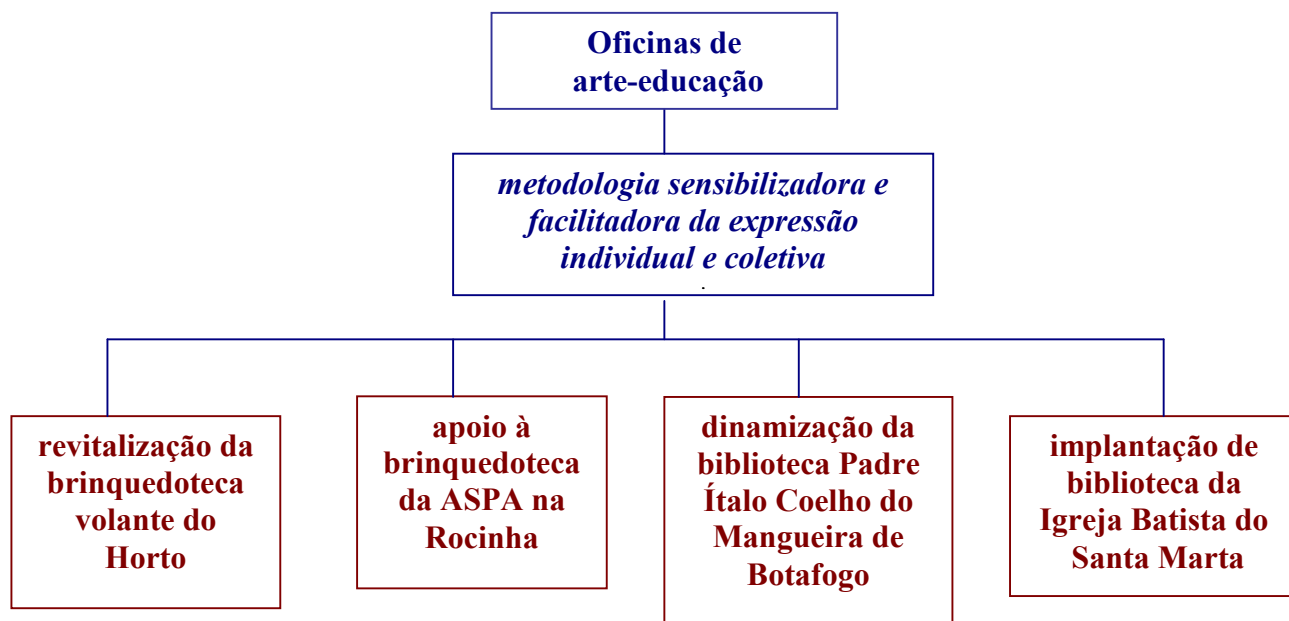 Oficinas de
arte-educação
metodologia sensibilizadora e
facilitadora da expressão
individual e coletiva
.
revitalização da
brinquedoteca
volante do
Horto
apoio à
brinquedoteca
da ASPA na
Rocinha
dinamização da
biblioteca Padre
Ítalo Coelho do
Mangueira de
Botafogo
implantação de
biblioteca da
Igreja Batista do
Santa Marta